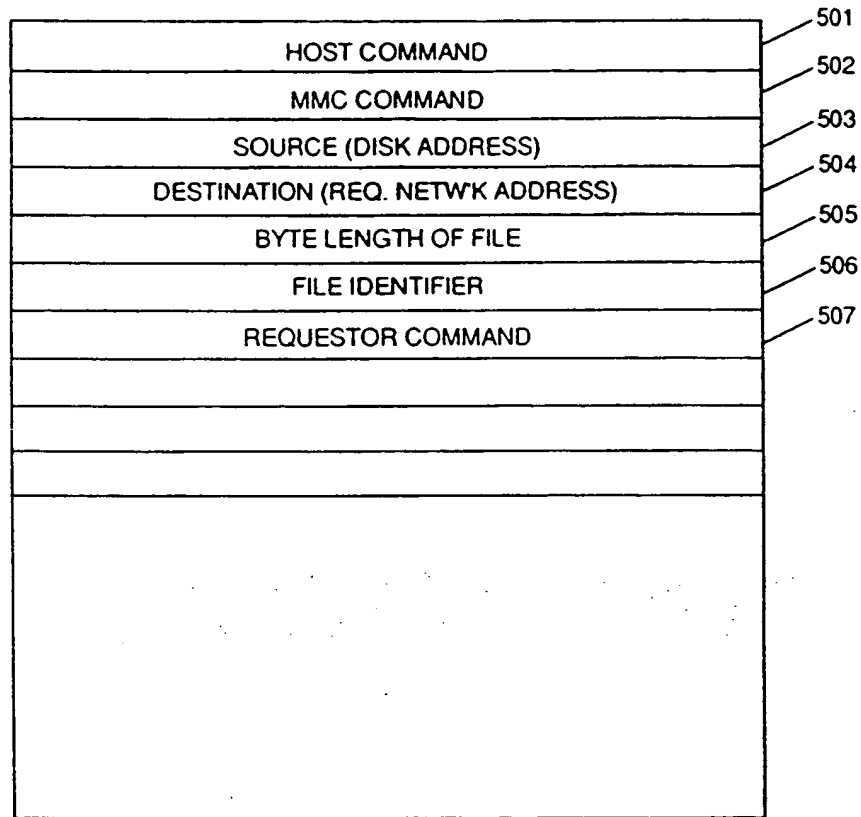 501
HOST COMMAND
502
MMC COMMAND
503
SOURCE (DISK ADDRESS)
504
DESTINATION (REQ. NETW'K ADDRESS)
505
BYTE LENGTH OF FILE
506
FILE IDENTIFIER
507
REQUESTOR COMMAND